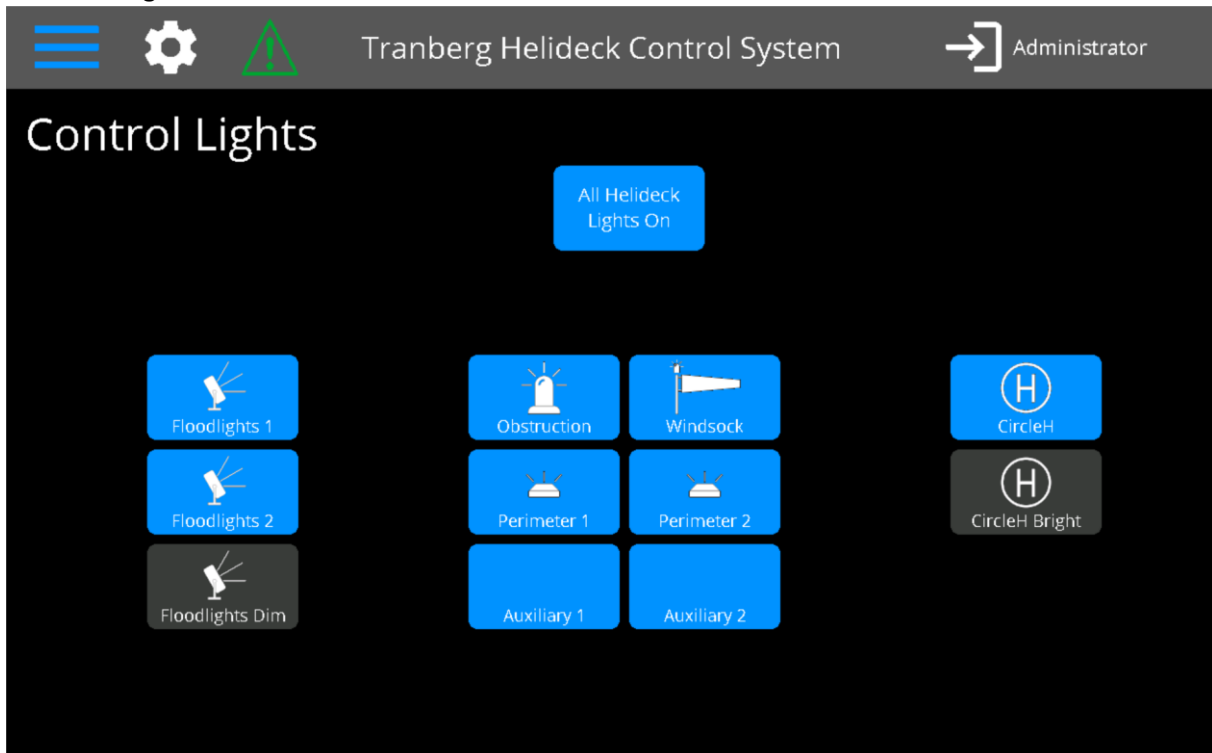 Tranberg Helideck Control System
Administrator
Control Lights
All Helideck
Lights On
Floodlights 1
Obstruction
Windsock
H
CircleH
Floodlights 2
Perimeter 1
Perimeter 2
H
CircleH Bright
Floodlights Dim
Auxiliary 1
Auxiliary 2